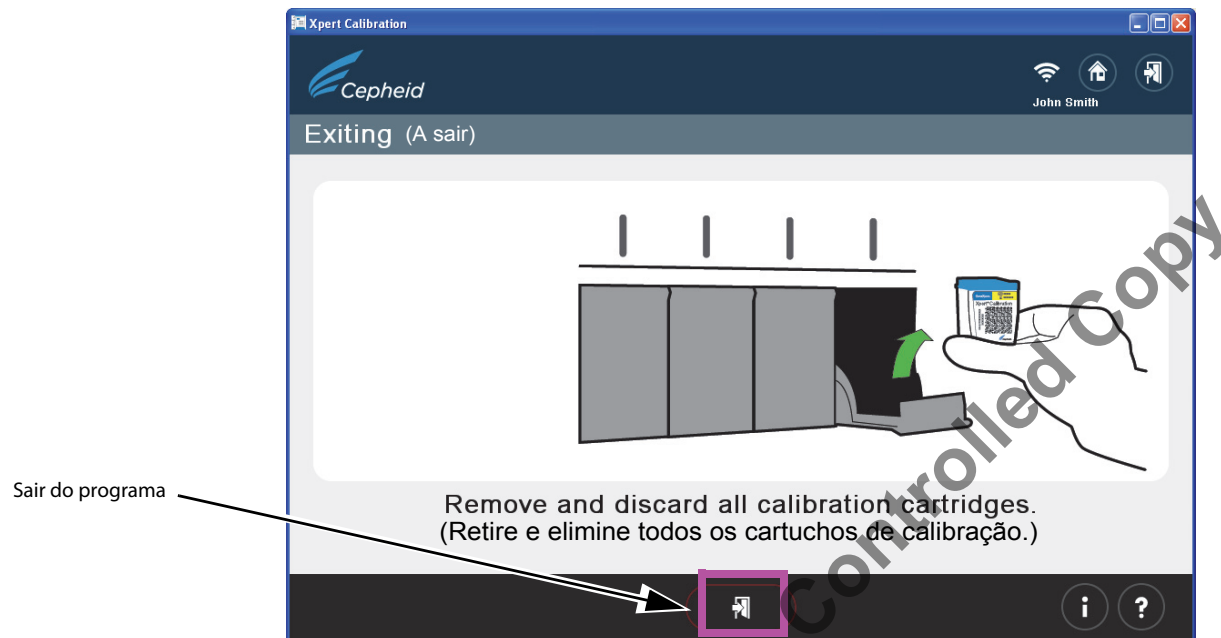 Xpert Calibration
Cepheid
John Smith
Exiting (A sair)
Sair do programa
Remove and discard all calibration cartridges.
(Retire e elimine todos os cartuchos de calibração.)
i ?
Controlled Copy